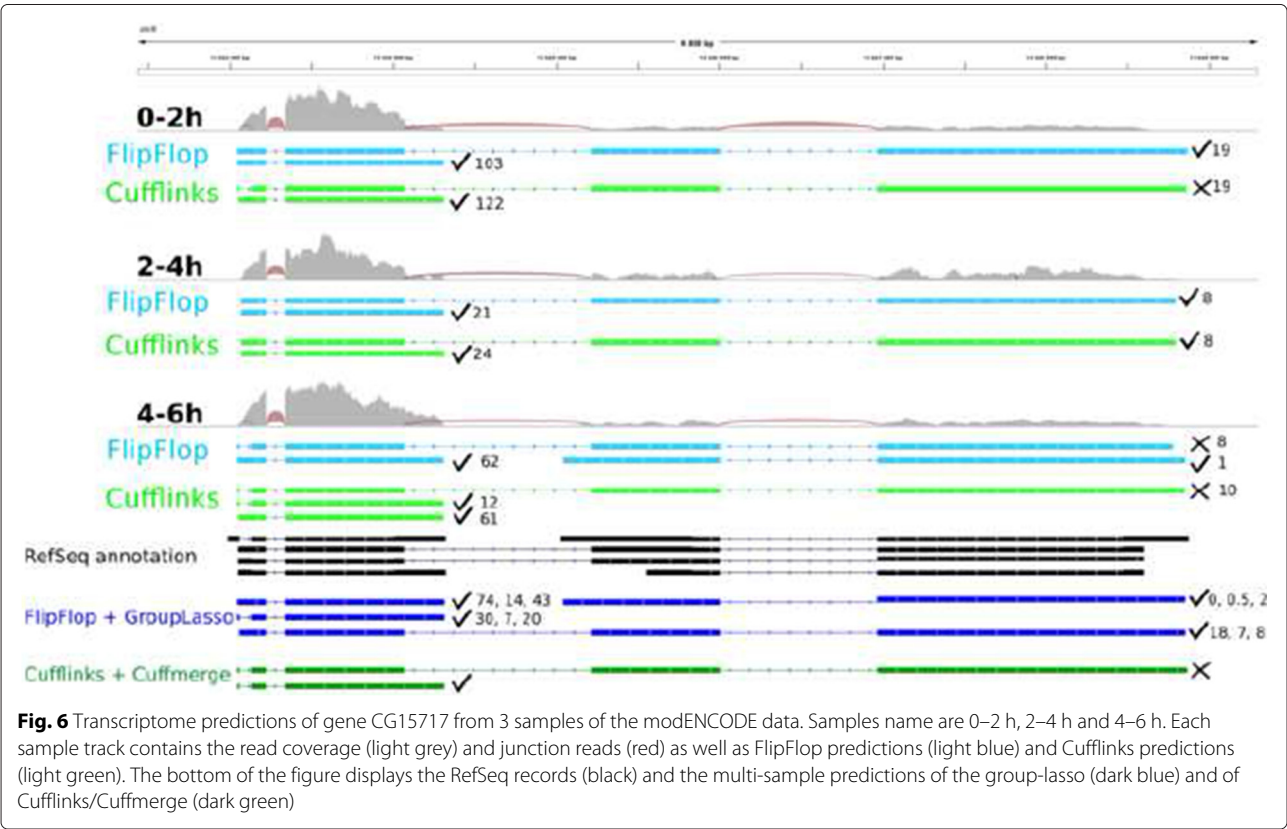 0-2h
FlipFlop
✓ 103
✓ 19
Cufflinks
✓ 122
✗ 19
2-4h
FlipFlop
✓ 21
✓ 8
Cufflinks
✓ 24
✓ 8
4-6h
FlipFlop
✗ 8
✓ 62
✓ 1
Cufflinks
✗ 10
✓ 12
✓ 61
RefSeq annotation
FlipFlop + GroupLasso
✓ 74, 14, 43
✓ 0, 0.5, 2
✓ 30, 7, 20
✓ 18, 7, 8
Cufflinks + Cuffmerge
✗
✓
Fig. 6 Transcriptome predictions of gene CG15717 from 3 samples of the modENCODE data. Samples name are 0–2 h, 2–4 h and 4–6 h. Each
sample track contains the read coverage (light grey) and junction reads (red) as well as FlipFlop predictions (light blue) and Cufflinks predictions
(light green). The bottom of the figure displays the RefSeq records (black) and the multi-sample predictions of the group-lasso (dark blue) and of
Cufflinks/Cuffmerge (dark green)